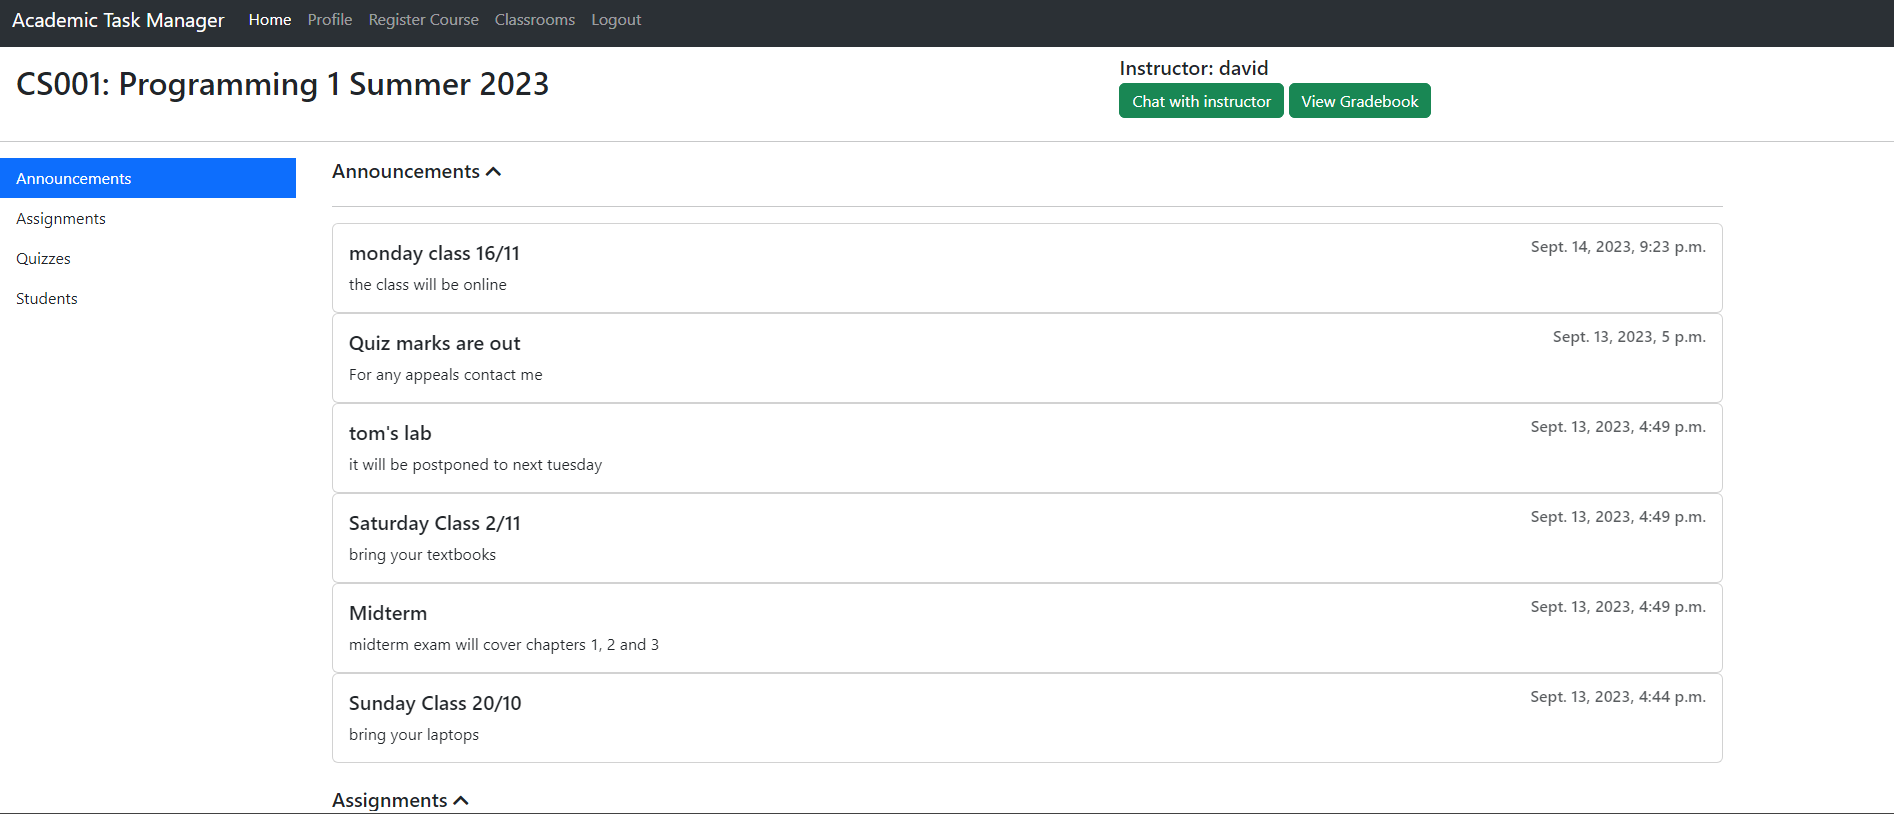 Academic Task Manager Home Profile Register Course Classrooms Logout
CS001: Programming 1 Summer 2023
Instructor: david
Chat with instructor View Gradebook
Announcements
Assignments
Quizzes
Students
Announcements
monday class 16/11 Sept. 14, 2023, 9:23 p.m.
the class will be online
Quiz marks are out Sept. 13, 2023, 5 p.m.
For any appeals contact me
tom's lab Sept. 13, 2023, 4:49 p.m.
it will be postponed to next tuesday
Saturday Class 2/11 Sept. 13, 2023, 4:49 p.m.
bring your textbooks
Midterm Sept. 13, 2023, 4:49 p.m.
midterm exam will cover chapters 1, 2 and 3
Sunday Class 20/10 Sept. 13, 2023, 4:44 p.m.
bring your laptops
Assignments